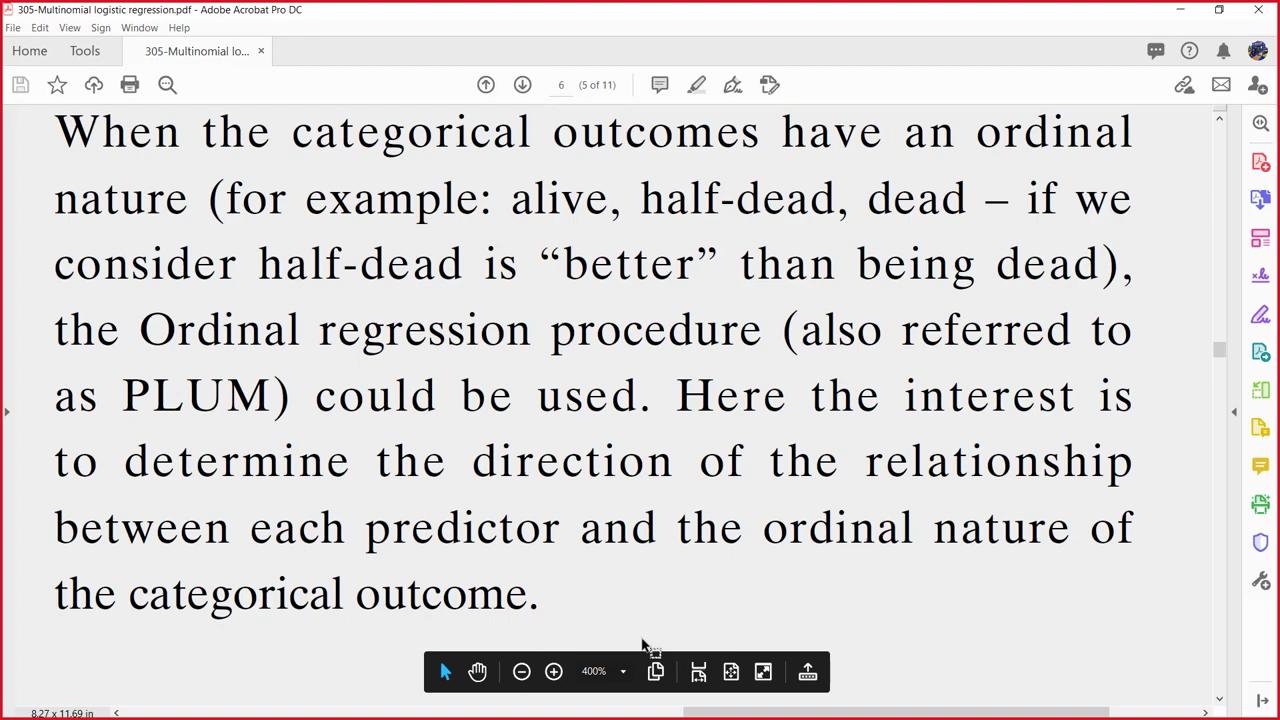 305-Multinomial logistic regression.pdf - Adobe Acrobat Pro DC
File Edit View Sign Window Help
Home Tools 305-Multinomial lo... ×
6 (5 of 11)
When the categorical outcomes have an ordinal
nature (for example: alive, half-dead, dead – if we
consider half-dead is “better” than being dead),
the Ordinal regression procedure (also referred to
as PLUM) could be used. Here the interest is
to determine the direction of the relationship
between each predictor and the ordinal nature of
the categorical outcome.
400%
8.27 x 11.69 in